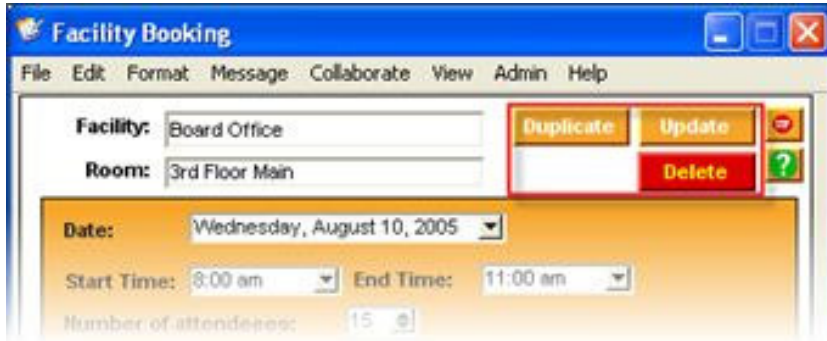 Facility Booking
File Edit Format Message Collaborate View Admin Help
Facility: Board Office Duplicate Update
Room: 3rd Floor Main Delete ?
Date: Wednesday, August 10, 2005
Start Time: 8:00 am End Time: 11:00 am
Number of attendees: 15